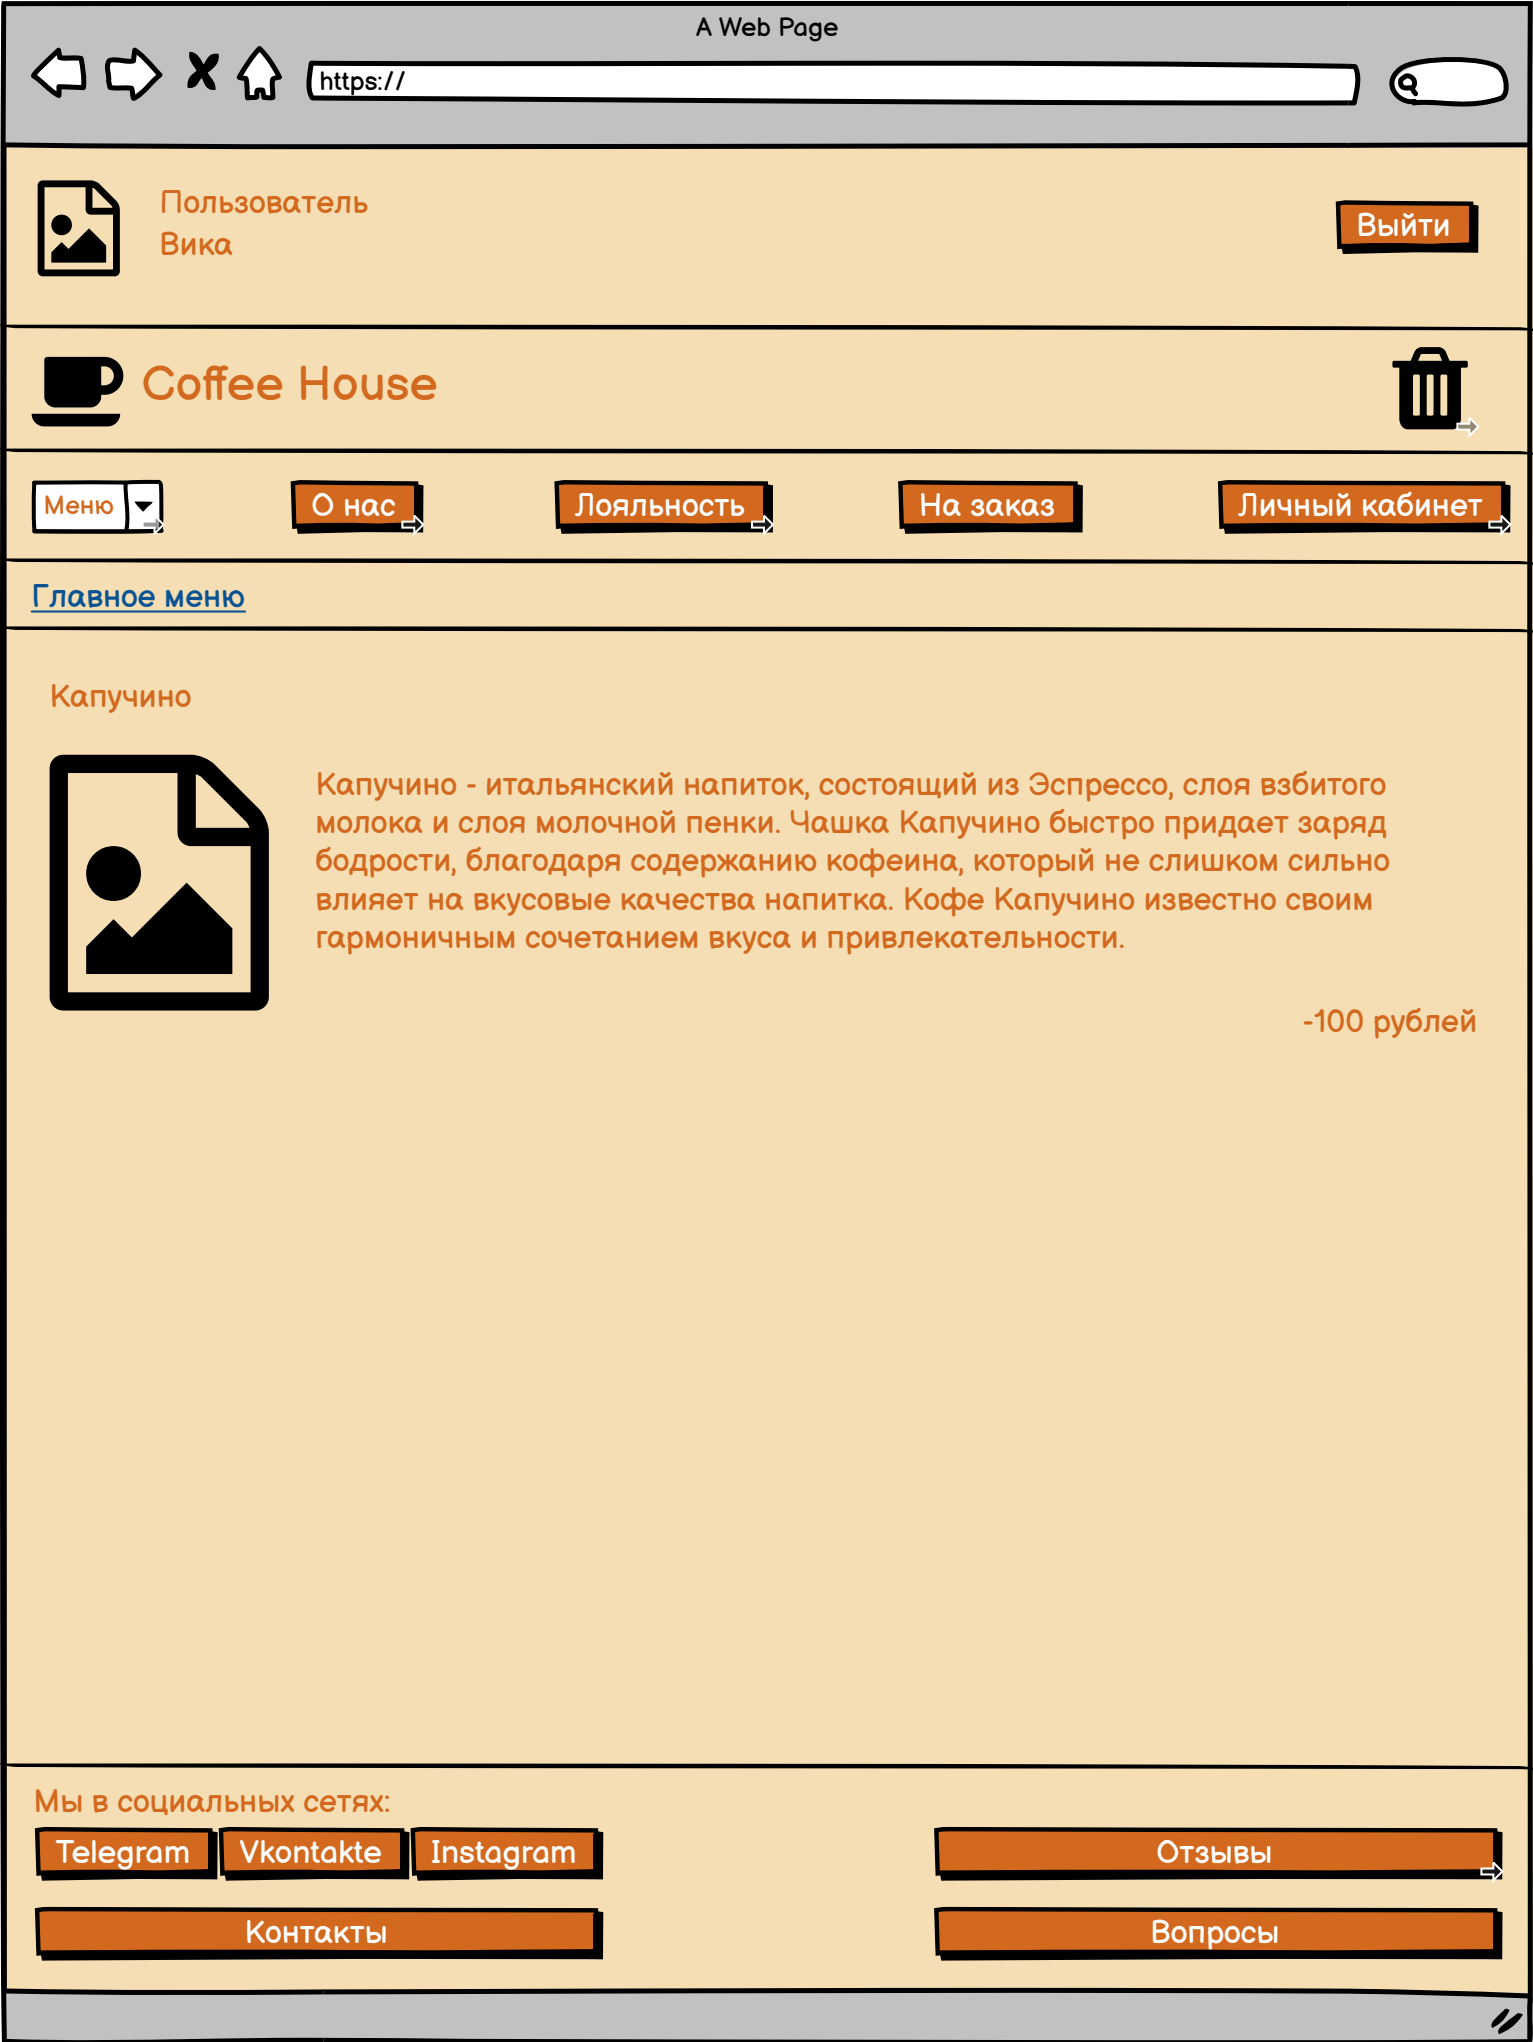 A Web Page
https://
Пользователь
Вика
Выйти
Coffee House
Меню
О нас
Лояльность
На заказ
Личный кабинет
Главное меню
Капучино
Капучино - итальянский напиток, состоящий из Эспрессо, слоя взбитого
молока и слоя молочной пенки. Чашка Капучино быстро придает заряд
бодрости, благодаря содержанию кофеина, который не слишком сильно
влияет на вкусовые качества напитка. Кофе Капучино известно своим
гармоничным сочетанием вкуса и привлекательности.
-100 рублей
Мы в социальных сетях:
Telegram
Vkontakte
Instagram
Отзывы
Контакты
Вопросы